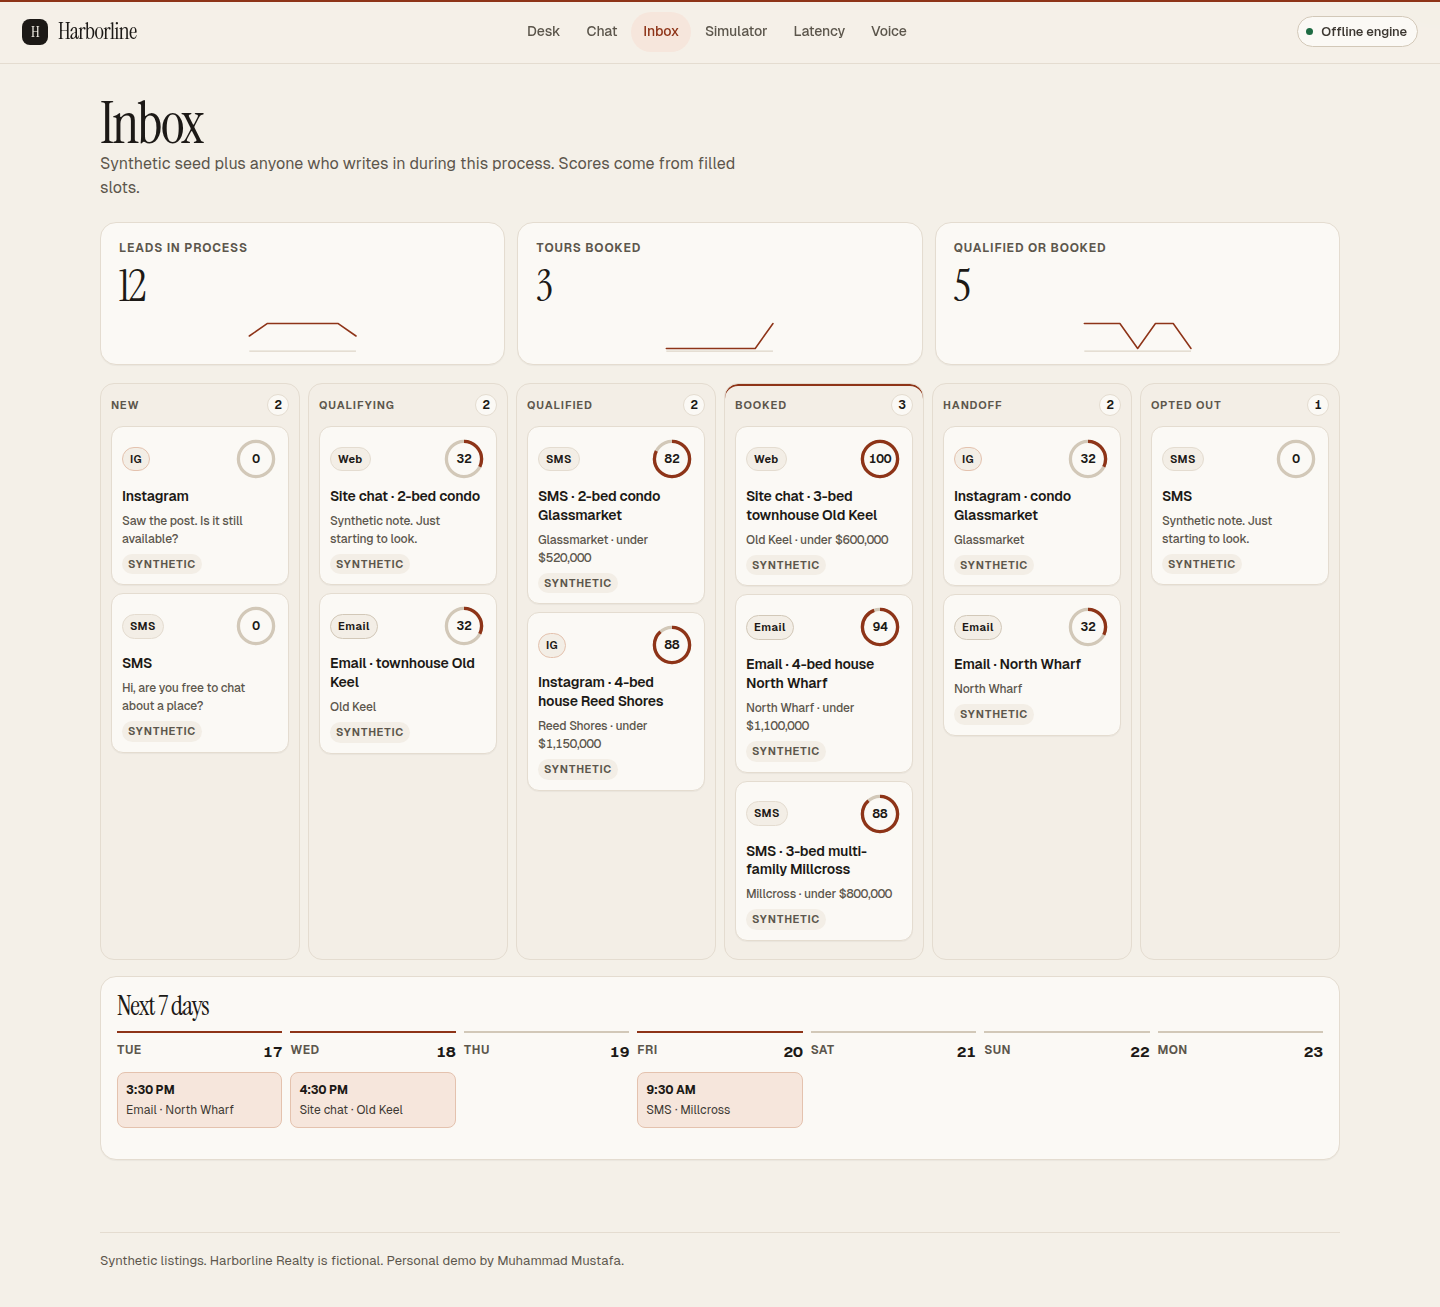 H Harborline
Desk Chat Inbox Simulator Latency Voice
Offline engine
Inbox
Synthetic seed plus anyone who writes in during this process. Scores come from filled
slots.
LEADS IN PROCESS
12
TOURS BOOKED
3
QUALIFIED OR BOOKED
5
NEW 2
IG 0
Instagram
Saw the post. Is it still
available?
SYNTHETIC
SMS 0
SMS
Hi, are you free to chat
about a place?
SYNTHETIC
QUALIFYING 2
Web 32
Site chat · 2-bed condo
Synthetic note. Just
starting to look.
SYNTHETIC
Email 32
Email · townhouse Old
Keel
Old Keel
SYNTHETIC
QUALIFIED 2
SMS 82
SMS · 2-bed condo
Glassmarket
Glassmarket · under
$520,000
SYNTHETIC
IG 88
Instagram · 4-bed
house Reed Shores
Reed Shores · under
$1,150,000
SYNTHETIC
BOOKED 3
Web 100
Site chat · 3-bed
townhouse Old Keel
Old Keel · under $600,000
SYNTHETIC
Email 94
Email · 4-bed house
North Wharf
North Wharf · under
$1,100,000
SYNTHETIC
SMS 88
SMS · 3-bed multi-
family Millcross
Millcross · under $800,000
SYNTHETIC
HANDOFF 2
IG 32
Instagram · condo
Glassmarket
Glassmarket
SYNTHETIC
Email 32
Email · North Wharf
North Wharf
SYNTHETIC
OPTED OUT 1
SMS 0
SMS
Synthetic note. Just
starting to look.
SYNTHETIC
Next 7 days
TUE 17 WED 18 THU 19 FRI 20 SAT 21 SUN 22 MON 23
3:30 PM
Email · North Wharf
4:30 PM
Site chat · Old Keel
9:30 AM
SMS · Millcross
Synthetic listings. Harborline Realty is fictional. Personal demo by Muhammad Mustafa.